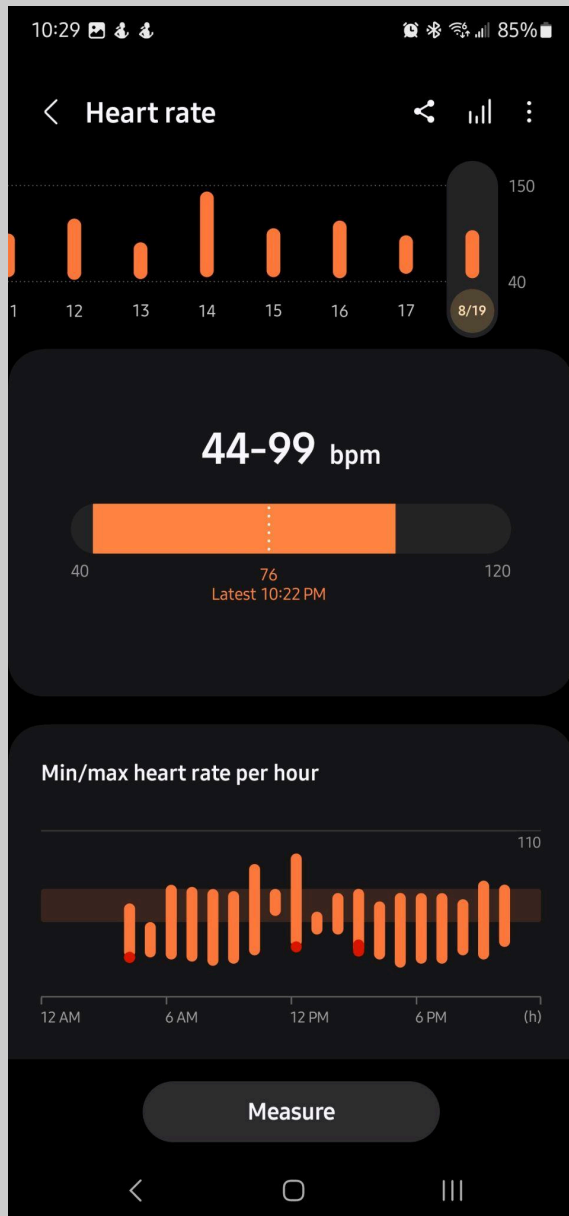 10:29 85%
Heart rate
150
40
1 12 13 14 15 16 17 8/19
44-99 bpm
40 76 120
Latest 10:22 PM
Min/max heart rate per hour
110
12 AM 6 AM 12 PM 6 PM (h)
Measure